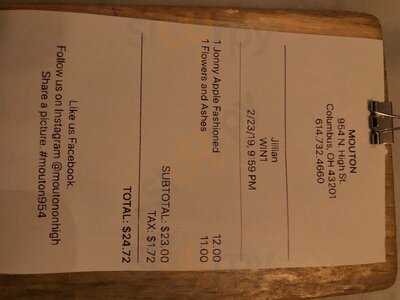 MOUTON
954 N. High St.
Columbus, OH 43201
614.732.4660
Jillian
WIN1
2/23/19, 9:59 PM
1 Jonny Apple Fashioned 12.00
1 Flowers and Ashes 11.00
SUBTOTAL: $23.00
TAX: $1.72
TOTAL: $24.72
Like us Facebook.
Follow us on Instagram @moutononhigh
Share a picture. #mouton954